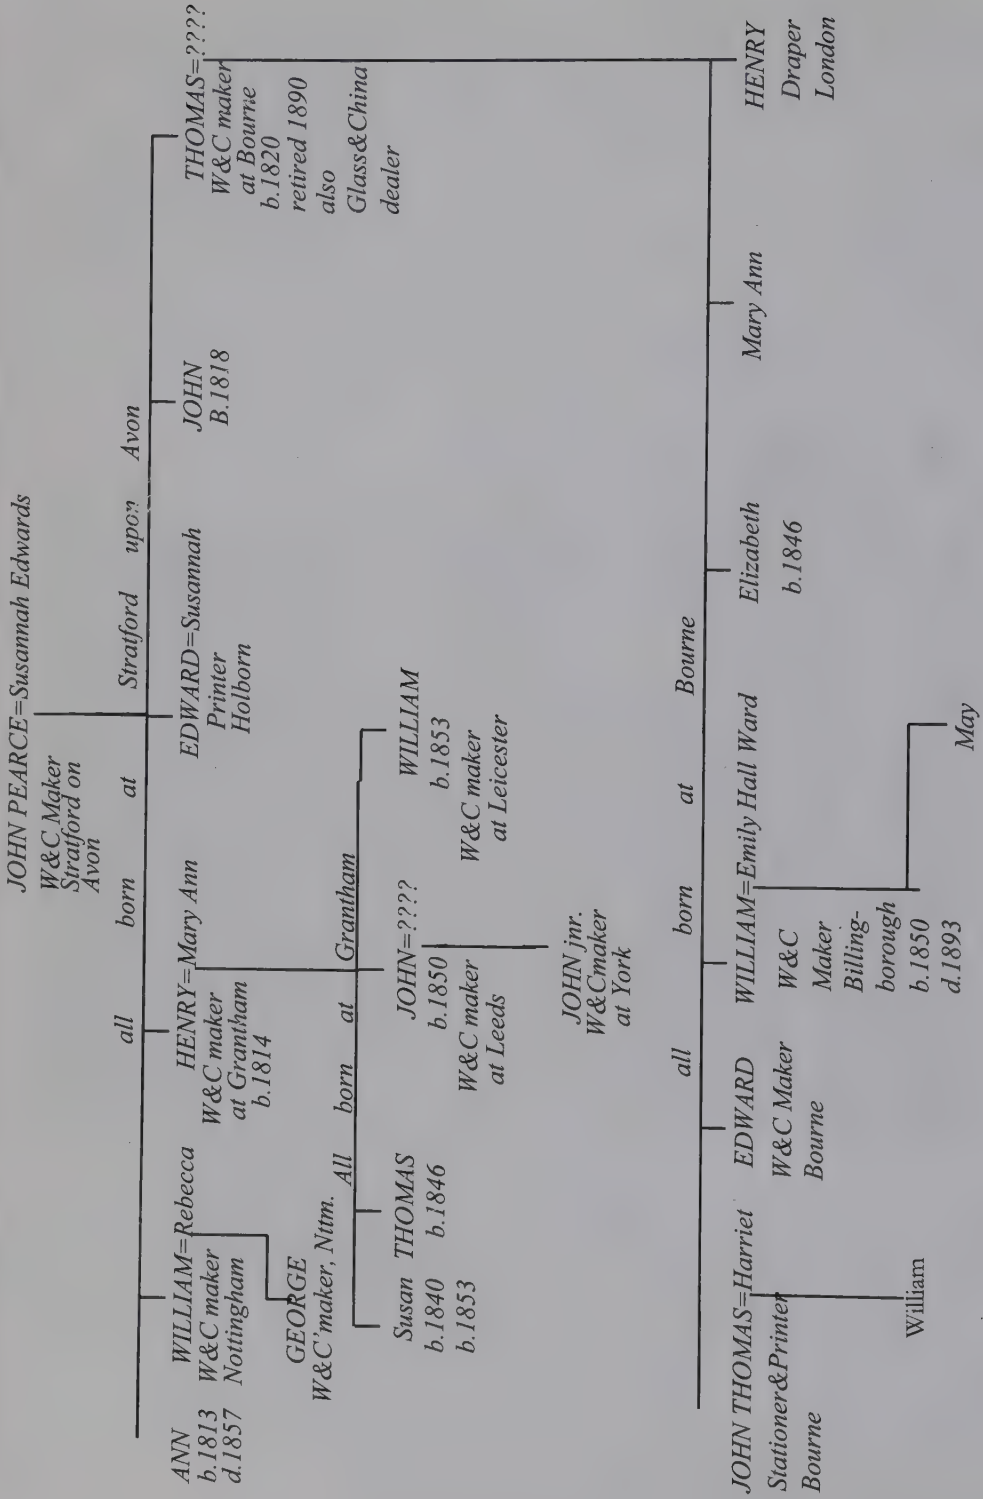 JOHN PEARCE=Susannah Edwards
W&C Maker
Stratford on
Avon
all born at Stratford upon Avon
ANN
b.1813
d.1857
WILLIAM=Rebecca
W&C maker
Nottingham
HENRY=Mary Ann
W&C maker
at Grantham
b.1814
EDWARD=Susannah
Printer
Holborn
JOHN
B.1818
THOMAS=????
W&C maker
at Bourne
b.1820
retired 1890
also
Glass&China
dealer
GEORGE
W&C'maker, Nttm.
All born at Grantham
Susan
b.1840
b.1853
THOMAS
b.1846
JOHN=????
b.1850
W&C maker
at Leeds
WILLIAM
b.1853
W&C maker
at Leicester
JOHN jnr.
W&Cmaker
at York
all born at Bourne
JOHN THOMAS=Harriet
Stationer&Printer
Bourne
EDWARD
W&C Maker
Bourne
WILLIAM=Emily Hall Ward
W&C
Maker
Billing-
borough
b.1850
d.1893
Elizabeth
b.1846
Mary Ann
HENRY
Draper
London
William
May